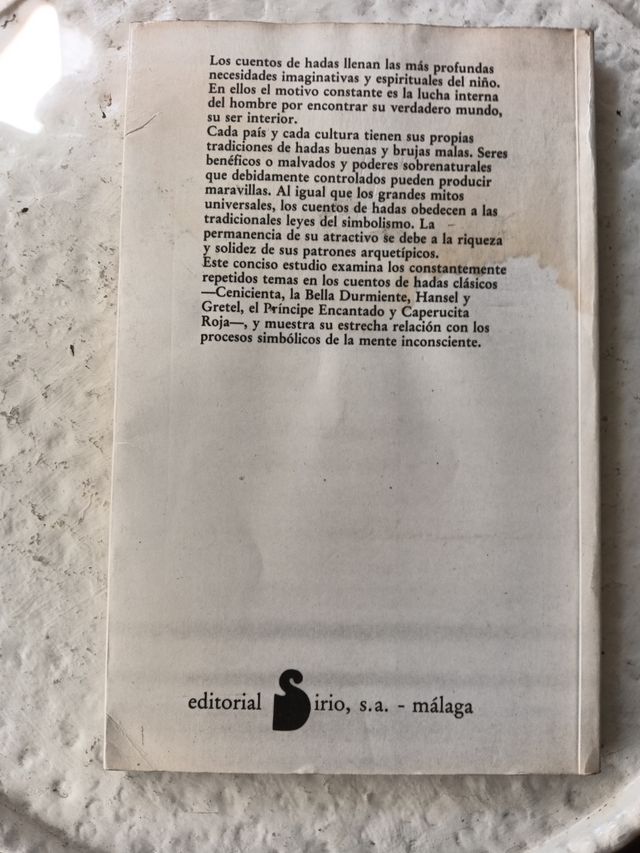 Los cuentos de hadas llenan las más profundas
necesidades imaginativas y espirituales del niño.
En ellos el motivo constante es la lucha interna
del hombre por encontrar su verdadero mundo,
su ser interior.
Cada país y cada cultura tienen sus propias
tradiciones de hadas buenas y brujas malas. Seres
benéficos o malvados y poderes sobrenaturales
que debidamente controlados pueden producir
maravillas. Al igual que los grandes mitos
universales, los cuentos de hadas obedecen a las
tradicionales leyes del simbolismo. La
permanencia de su atractivo se debe a la riqueza
y solidez de sus patrones arquetípicos.
Este conciso estudio examina los constantemente
repetidos temas en los cuentos de hadas clásicos
—Cenicienta, la Bella Durmiente, Hansel y
Gretel, el Príncipe Encantado y Caperucita
Roja—, y muestra su estrecha relación con los
procesos simbólicos de la mente inconsciente.
editorial Sirio, s.a. - málaga